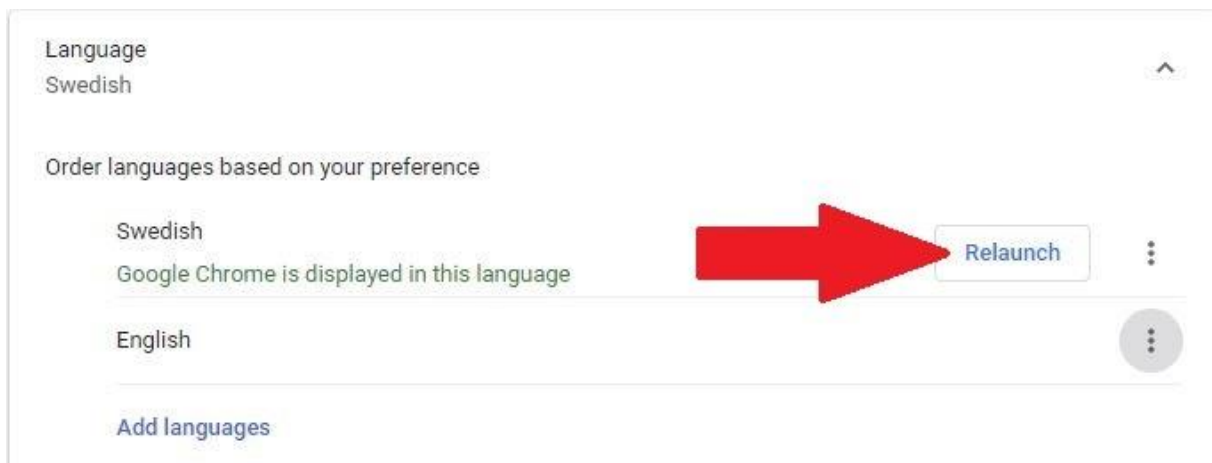 Language
Swedish
Order languages based on your preference
Swedish
Relaunch
Google Chrome is displayed in this language
English
Add languages